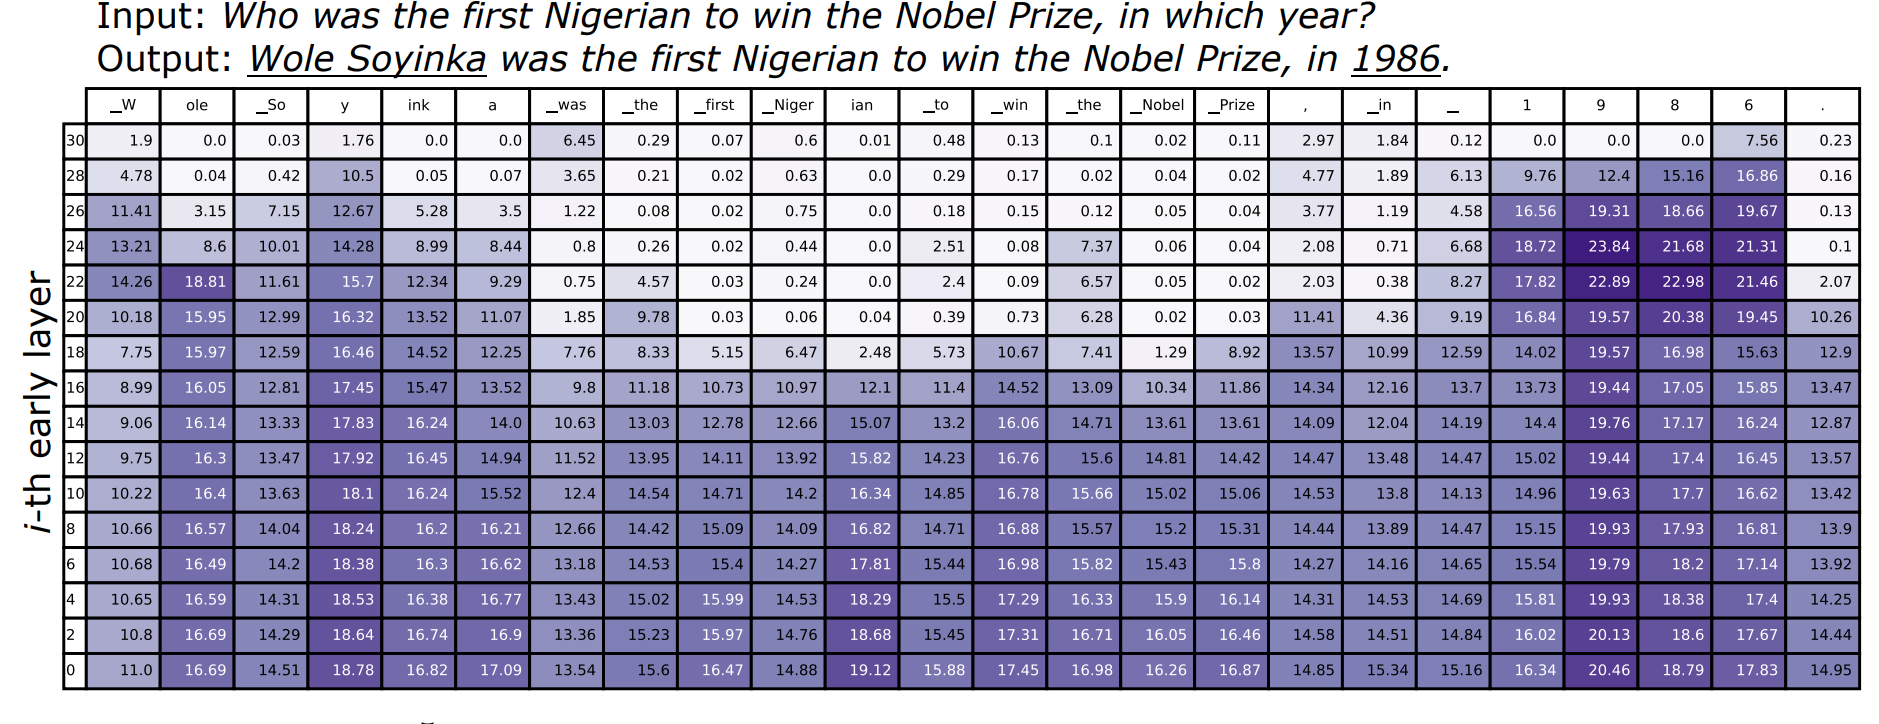 Input: Who was the first Nigerian to win the Nobel Prize, in which year?
Output: Wole Soyinka was the first Nigerian to win the Nobel Prize, in 1986.
_W ole _So y ink a _was _the _first _Niger ian _to _win _the _Nobel _Prize , _in _ 1 9 8 6 .
30 1.9 0.0 0.03 1.76 0.0 0.0 6.45 0.29 0.07 0.6 0.01 0.48 0.13 0.1 0.02 0.11 2.97 1.84 0.12 0.0 0.0 0.0 7.56 0.23
28 4.78 0.04 0.42 10.5 0.05 0.07 3.65 0.21 0.02 0.63 0.0 0.29 0.17 0.02 0.04 0.02 4.77 1.89 6.13 9.76 12.4 15.16 16.86 0.16
26 11.41 3.15 7.15 12.67 5.28 3.5 1.22 0.08 0.02 0.75 0.0 0.18 0.15 0.12 0.05 0.04 3.77 1.19 4.58 16.56 19.31 18.66 19.67 0.13
24 13.21 8.6 10.01 14.28 8.99 8.44 0.8 0.26 0.02 0.44 0.0 2.51 0.08 7.37 0.06 0.04 2.08 0.71 6.68 18.72 23.84 21.68 21.31 0.1
22 14.26 18.81 11.61 15.7 12.34 9.29 0.75 4.57 0.03 0.24 0.0 2.4 0.09 6.57 0.05 0.02 2.03 0.38 8.27 17.82 22.89 22.98 21.46 2.07
20 10.18 15.95 12.99 16.32 13.52 11.07 1.85 9.78 0.03 0.06 0.04 0.39 0.73 6.28 0.02 0.03 11.41 4.36 9.19 16.84 19.57 20.38 19.45 10.26
18 7.75 15.97 12.59 16.46 14.52 12.25 7.76 8.33 5.15 6.47 2.48 5.73 10.67 7.41 1.29 8.92 13.57 10.99 12.59 14.02 19.57 16.98 15.63 12.9
16 8.99 16.05 12.81 17.45 15.47 13.52 9.8 11.18 10.73 10.97 12.1 11.4 14.52 13.09 10.34 11.86 14.34 12.16 13.7 13.73 19.44 17.05 15.85 13.47
14 9.06 16.14 13.33 17.83 16.24 14.0 10.63 13.03 12.78 12.66 15.07 13.2 16.06 14.71 13.61 13.61 14.09 12.04 14.19 14.4 19.76 17.17 16.24 12.87
12 9.75 16.3 13.47 17.92 16.45 14.94 11.52 13.95 14.11 13.92 15.82 14.23 16.76 15.6 14.81 14.42 14.47 13.48 14.47 15.02 19.44 17.4 16.45 13.57
10 10.22 16.4 13.63 18.1 16.24 15.52 12.4 14.54 14.71 14.2 16.34 14.85 16.78 15.66 15.02 15.06 14.53 13.8 14.13 14.96 19.63 17.7 16.62 13.42
8 10.66 16.57 14.04 18.24 16.2 16.21 12.66 14.42 15.09 14.09 16.82 14.71 16.88 15.57 15.2 15.31 14.44 13.89 14.47 15.15 19.93 17.93 16.81 13.9
6 10.68 16.49 14.2 18.38 16.3 16.62 13.18 14.53 15.4 14.27 17.81 15.44 16.98 15.82 15.43 15.8 14.27 14.16 14.65 15.54 19.79 18.2 17.14 13.92
4 10.65 16.59 14.31 18.53 16.38 16.77 13.43 15.02 15.99 14.53 18.29 15.5 17.29 16.33 15.9 16.14 14.31 14.53 14.69 15.81 19.93 18.38 17.4 14.25
2 10.8 16.69 14.29 18.64 16.74 16.9 13.36 15.23 15.97 14.76 18.68 15.45 17.31 16.71 16.05 16.46 14.58 14.51 14.84 16.02 20.13 18.6 17.67 14.44
0 11.0 16.69 14.51 18.78 16.82 17.09 13.54 15.6 16.47 14.88 19.12 15.88 17.45 16.98 16.26 16.87 14.85 15.34 15.16 16.34 20.46 18.79 17.83 14.95
i-th early layer